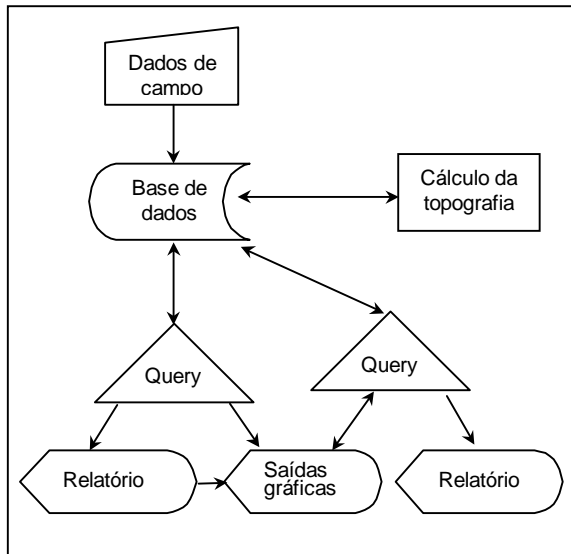 Dados de
campo
Base de
dados
Cálculo da
topografia
Query
Query
Relatório
Saídas
gráficas
Relatório